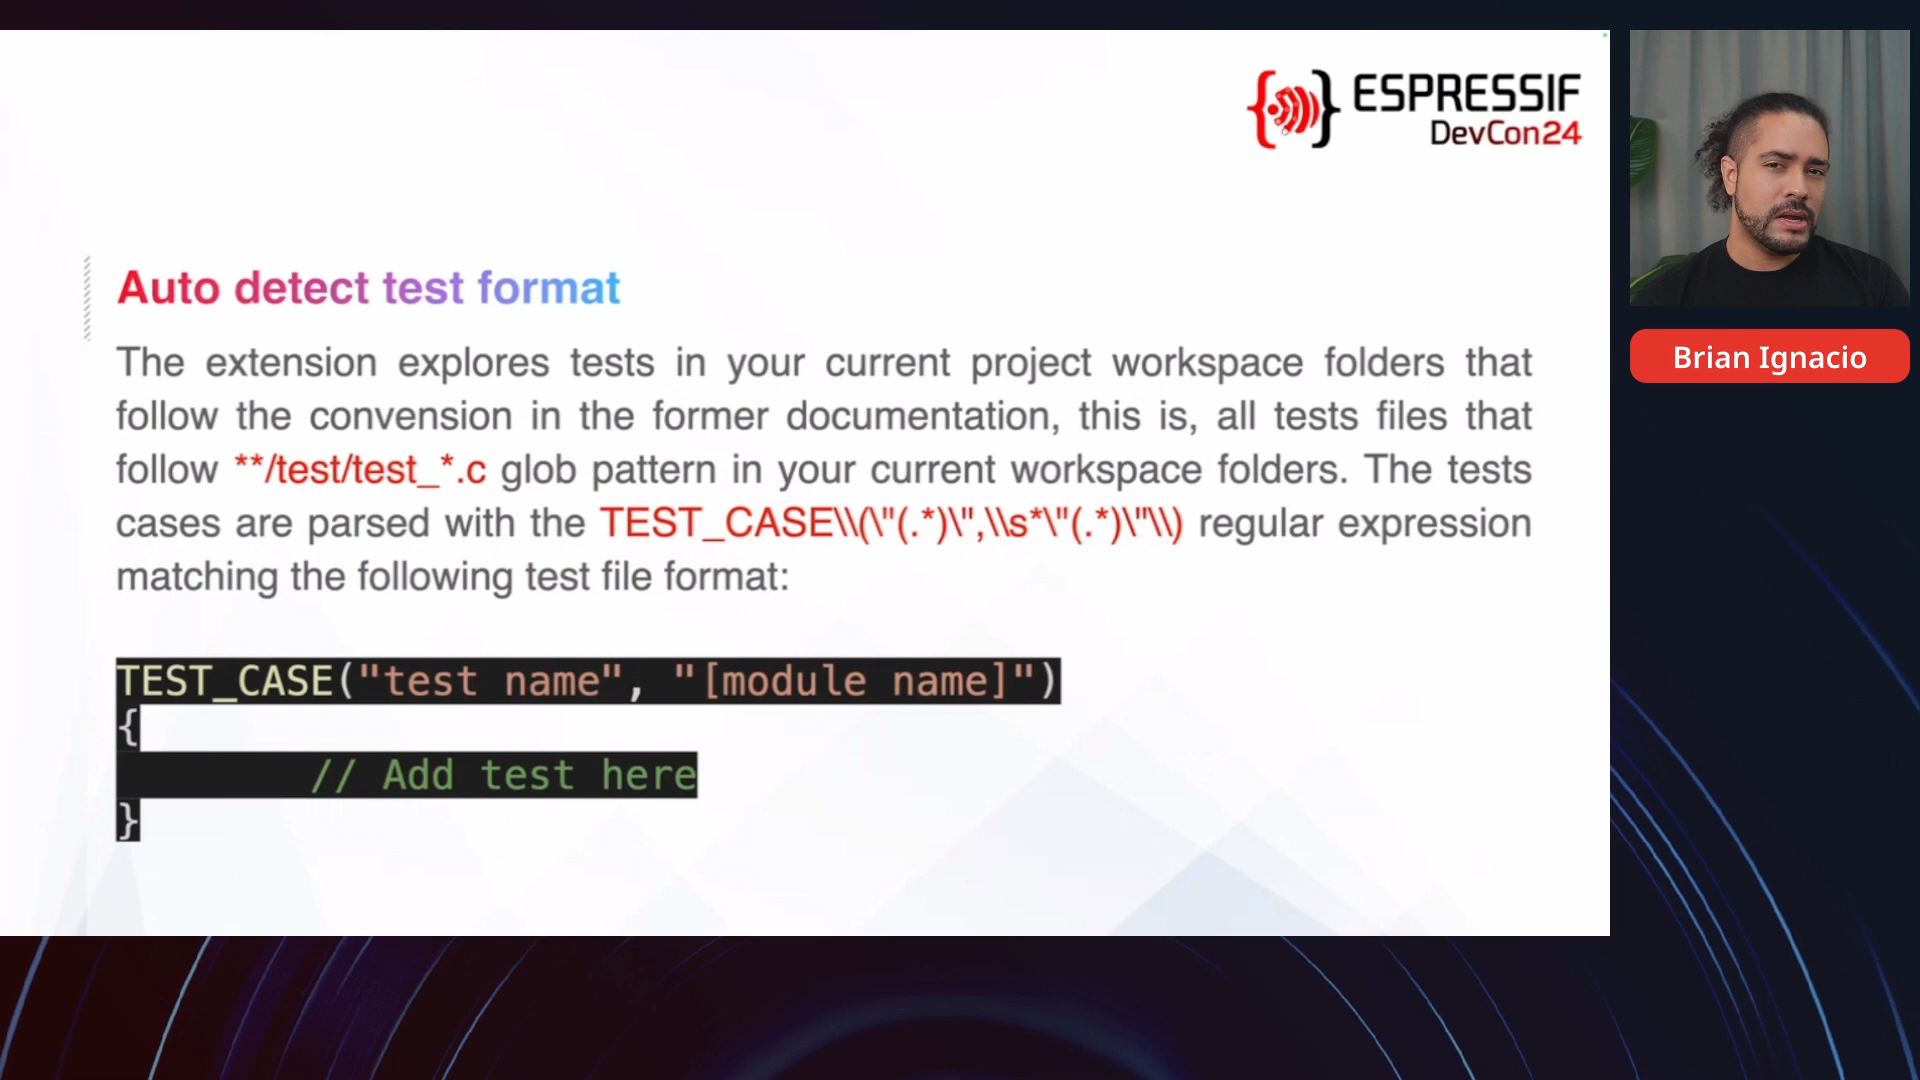 ESPRESSIF
DevCon24
Auto detect test format
The extension explores tests in your current project workspace folders that
follow the convension in the former documentation, this is, all tests files that
follow **/test/test_*.c glob pattern in your current workspace folders. The tests
cases are parsed with the TEST_CASE\\(\"(.*)\",\\s*\"(.*)\"\\) regular expression
matching the following test file format:
TEST_CASE("test name", "[module name]")
{
// Add test here
}
Brian Ignacio